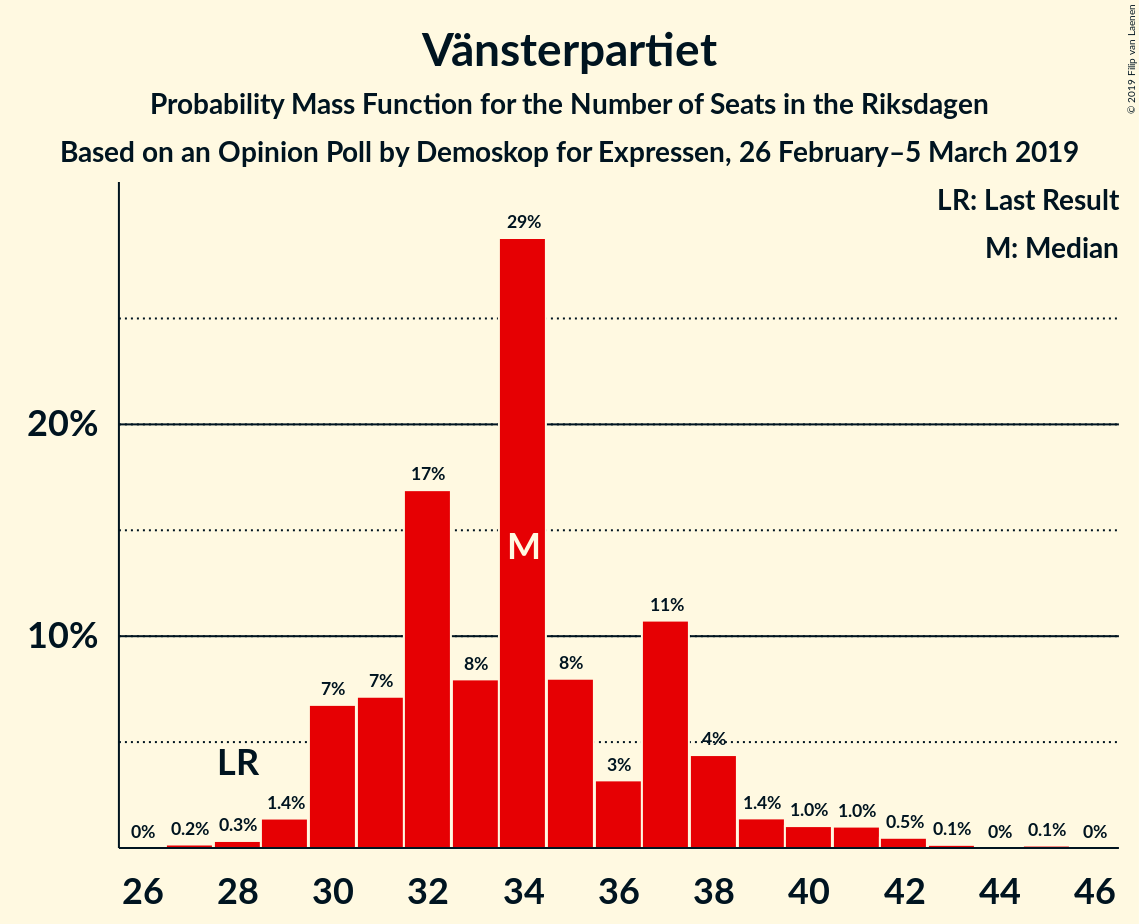 Vänsterpartiet
Probability Mass Function for the Number of Seats in the Riksdagen
Based on an Opinion Poll by Demoskop for Expressen, 26 February–5 March 2019
© 2019 Filip van Laenen
LR: Last Result
M: Median
20%
10%
0%
0.2%
0.3%
LR
1.4%
7%
7%
17%
8%
29%
M
8%
3%
11%
4%
1.4%
1.0%
1.0%
0.5%
0.1%
0%
0.1%
0%
26 28 30 32 34 36 38 40 42 44 46